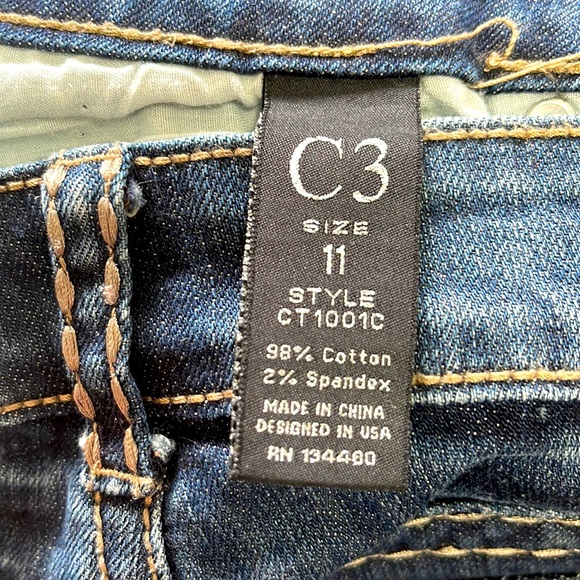 C3
SIZE
11
STYLE
CT1001C
98% Cotton
2% Spandex
MADE IN CHINA
DESIGNED IN USA
RN 134480